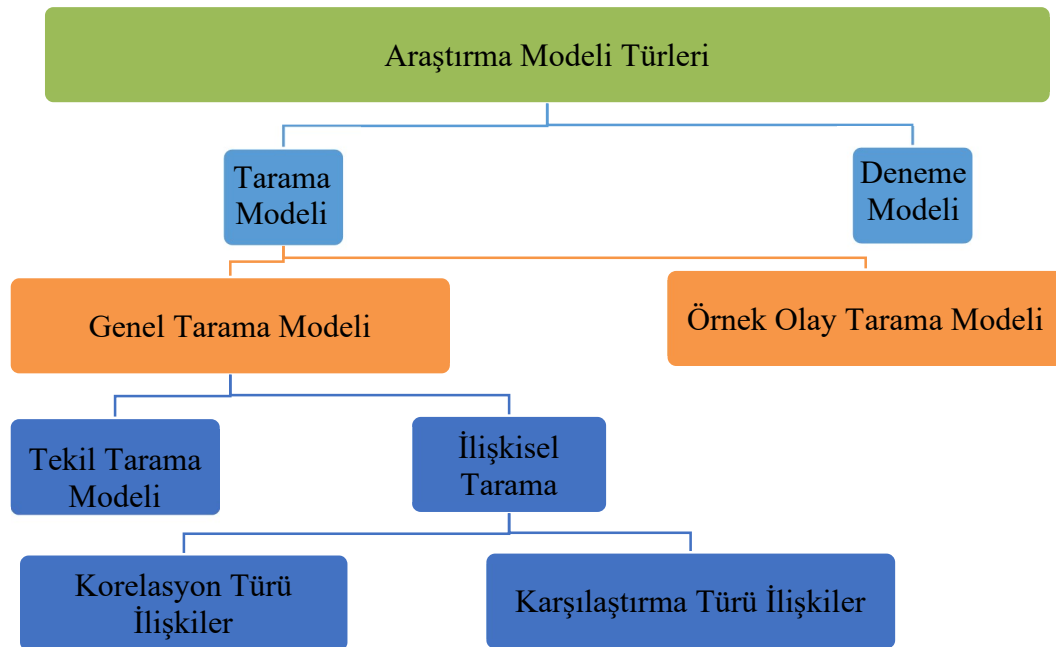 Araştırma Modeli Türleri
Tarama
Modeli
Deneme
Modeli
Genel Tarama Modeli
Örnek Olay Tarama Modeli
Tekil Tarama
Modeli
İlişkisel
Tarama
Korelasyon Türü
İlişkiler
Karşılaştırma Türü İlişkiler